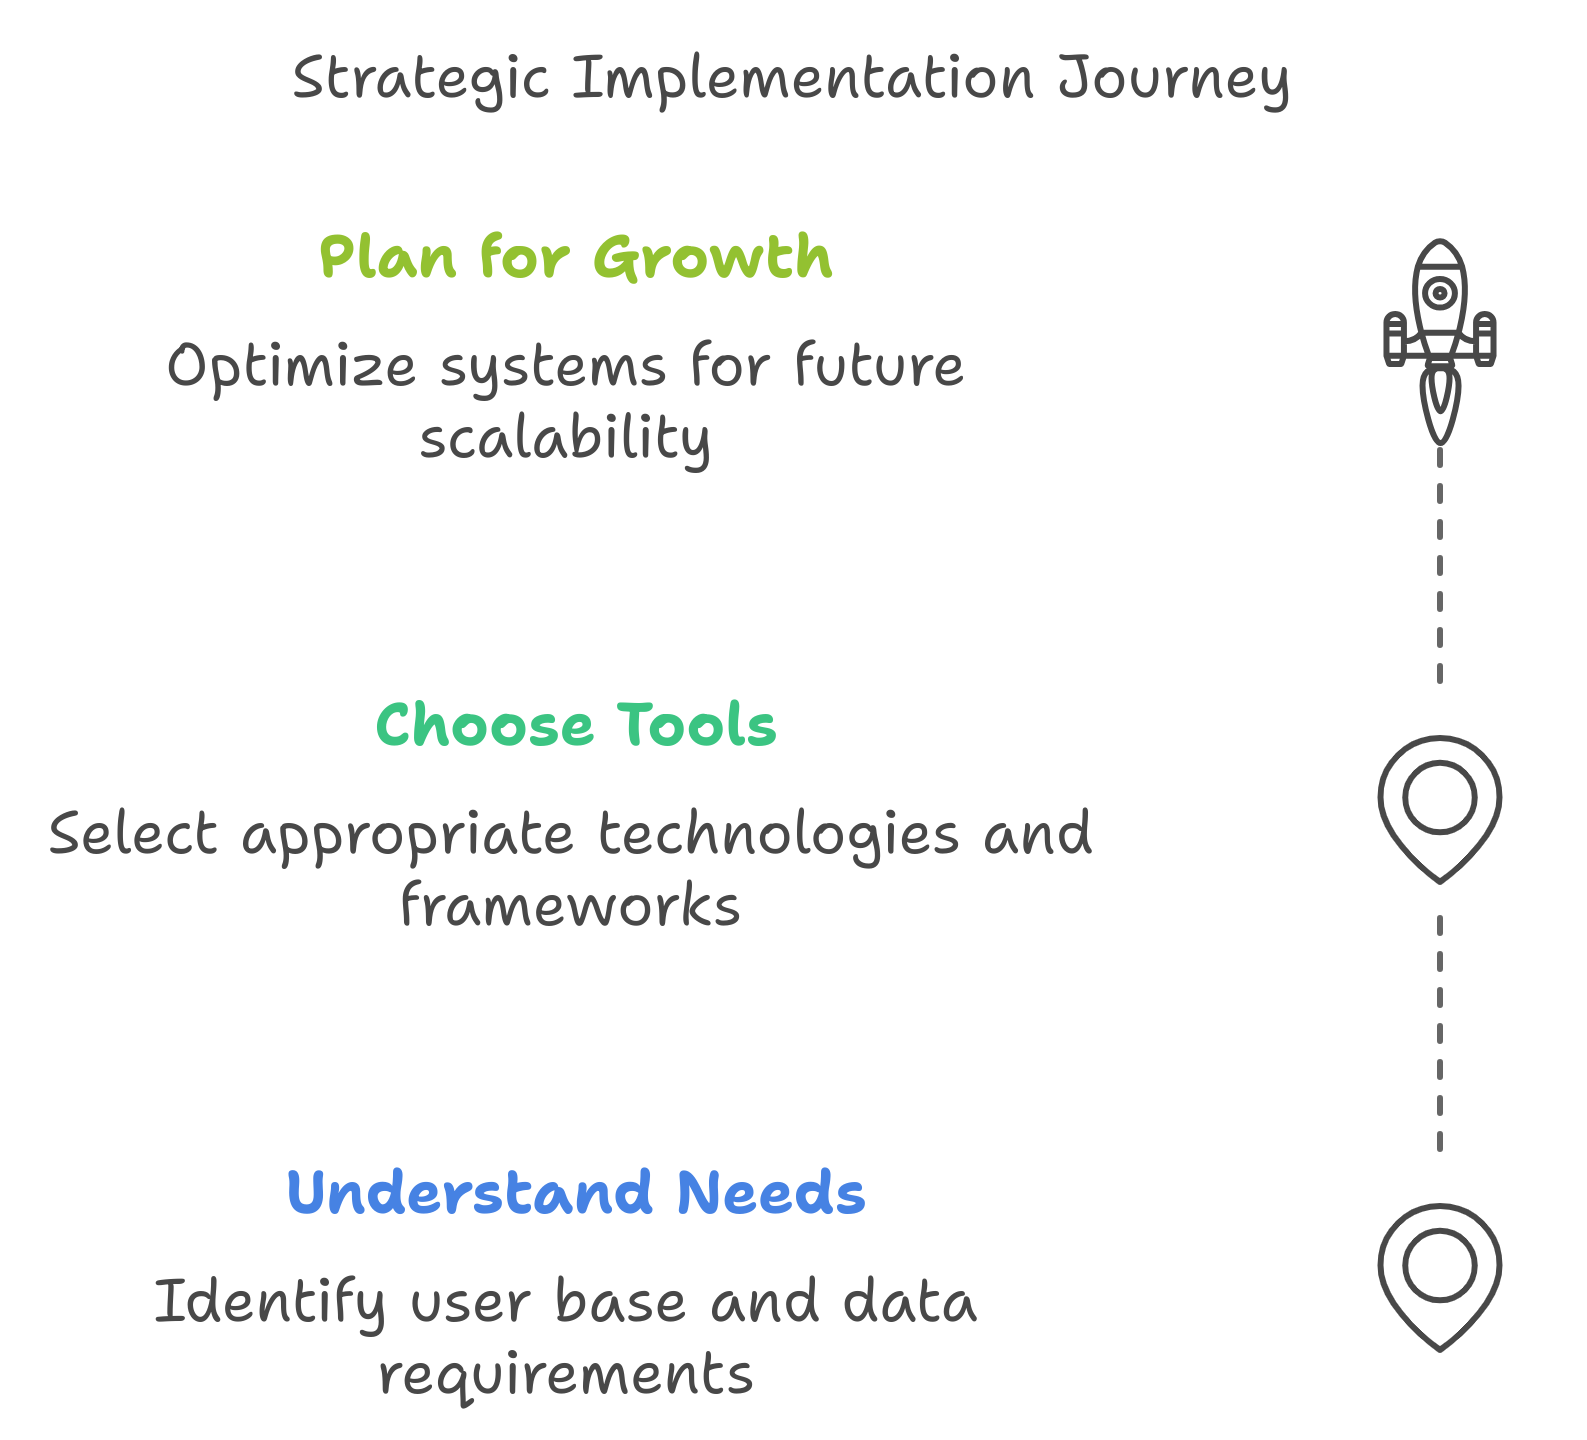 Strategic Implementation Journey
Plan for Growth
Optimize systems for future
scalability
Choose Tools
Select appropriate technologies and
frameworks
Understand Needs
Identify user base and data
requirements